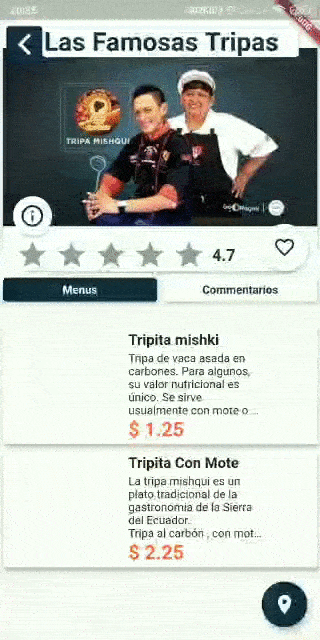 Las Famosas Tripas
TRIPA MISHQUI
4.7
Menus
Commentarios
Tripita mishki
Tripa de vaca asada en
carbones. Para algunos,
su valor nutricional es
único. Se sirve
usualmente con mote o ...
$ 1.25
Tripita Con Mote
La tripa mishqui es un
plato tradicional de la
gastronomía de la Sierra
del Ecuador.
Tripa al carbón , con mot...
$ 2.25